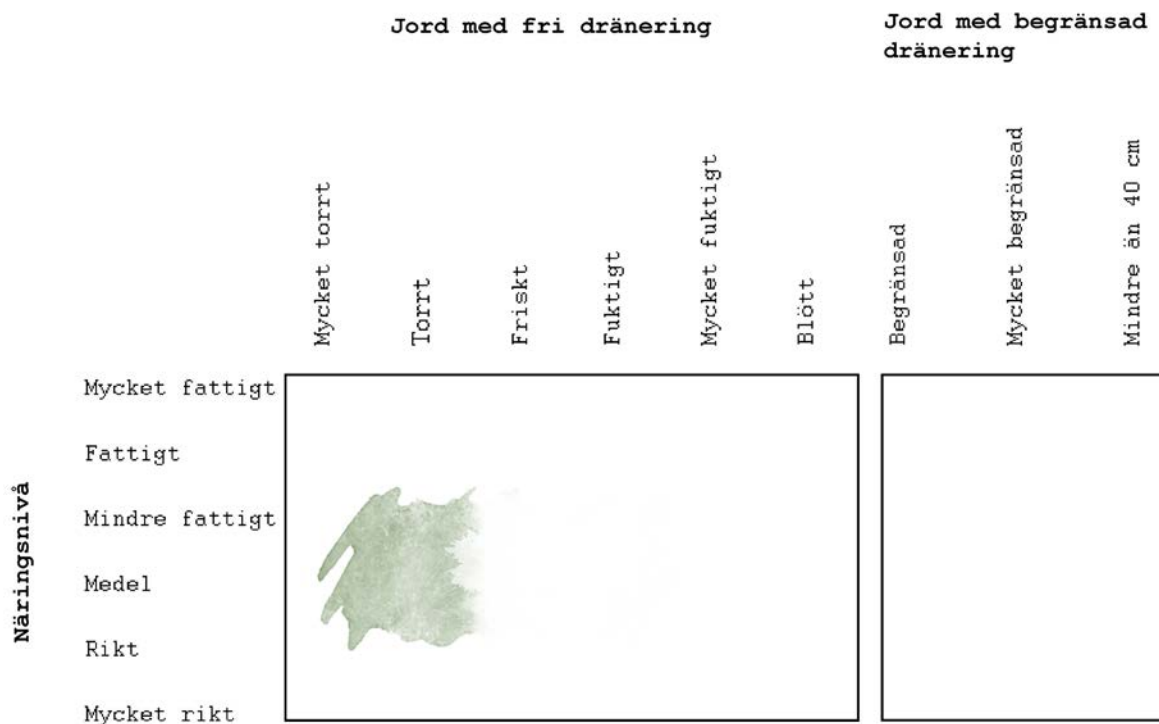 Jord med fri dränering
Jord med begränsad
dränering
Mycket torrt
Torrt
Friskt
Fuktigt
Mycket fuktigt
Blött
Begränsad
Mycket begränsad
Mindre än 40 cm
Näringsnivå
Mycket fattigt
Fattigt
Mindre fattigt
Medel
Rikt
Mycket rikt